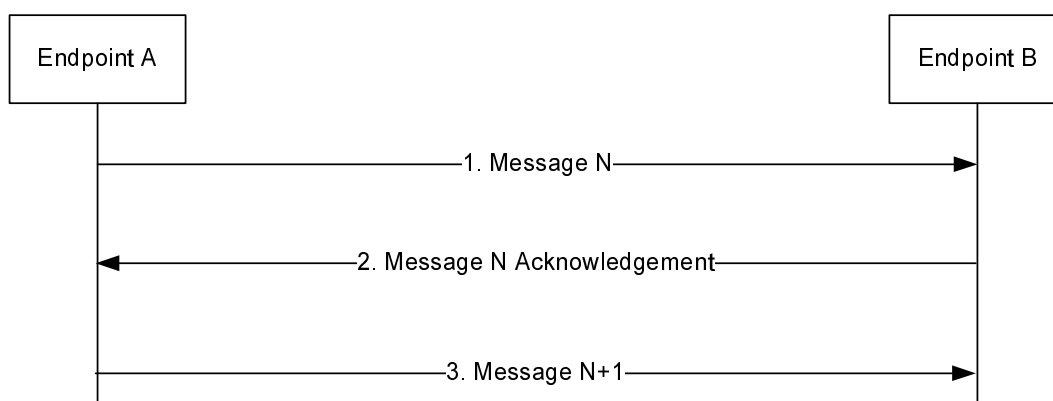 Endpoint A
Endpoint B
1. Message N
2. Message N Acknowledgement
3. Message N+1